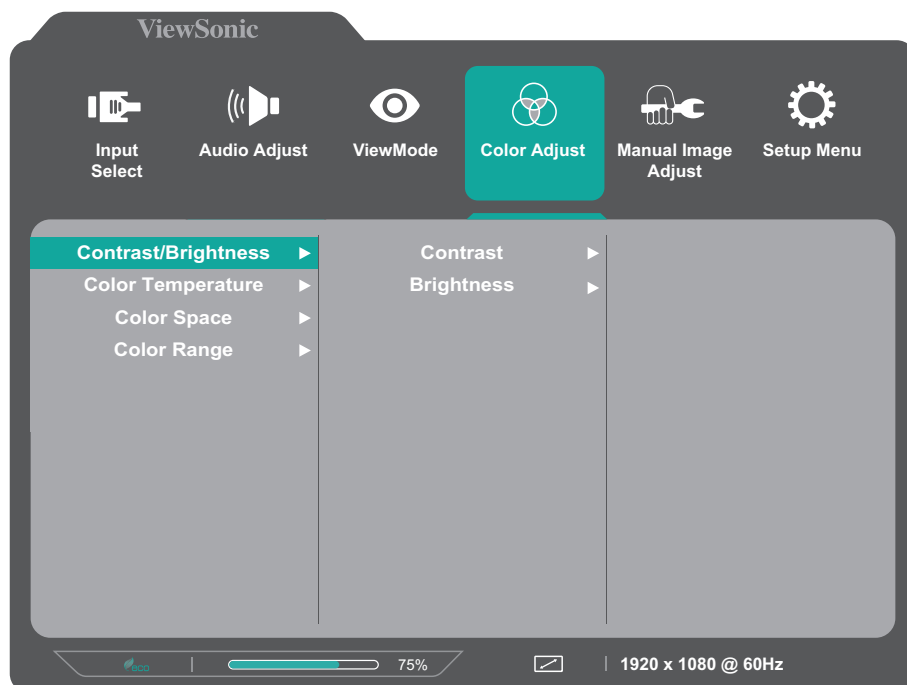 ViewSonic
Input
Select
Audio Adjust
ViewMode
Color Adjust
Manual Image
Adjust
Setup Menu
Contrast/Brightness
Color Temperature
Color Space
Color Range
Contrast
Brightness
eco
75%
1920 x 1080 @ 60Hz